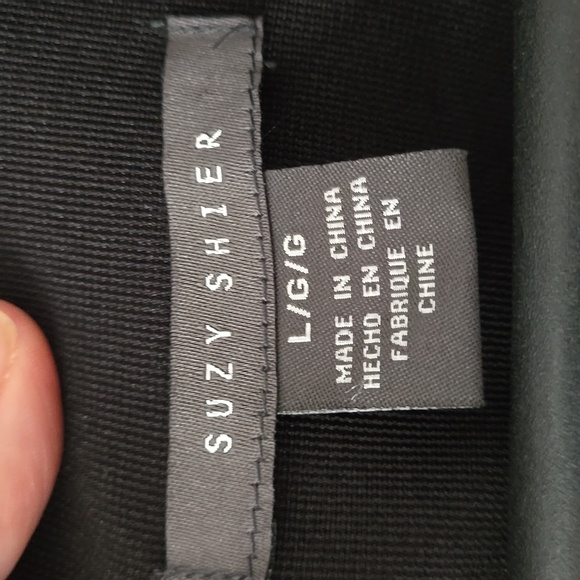 SUZY SHIER
L/G/G
MADE IN CHINA
HECHO EN CHINA
FABRIQUE EN
CHINE